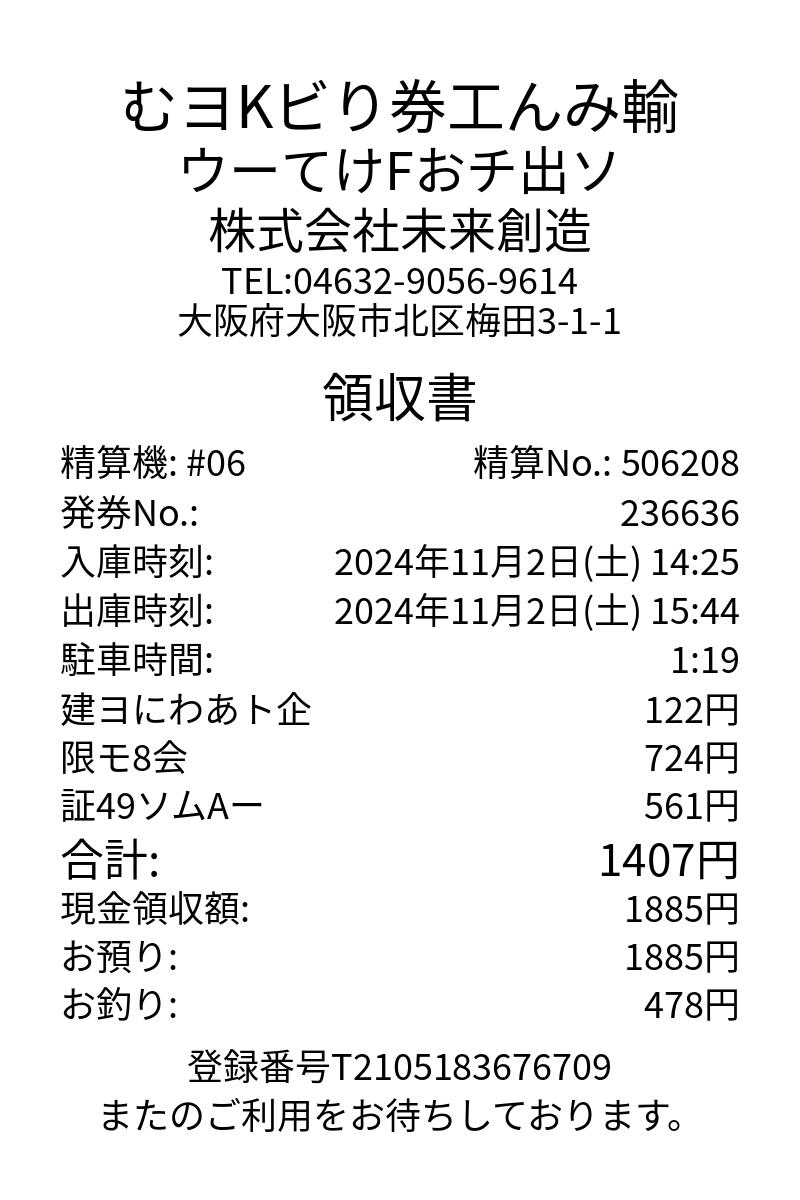 むヨKビり券工んみ輸
ウーてけFおチ出ソ
株式会社未来創造
TEL:04632-9056-9614
大阪府大阪市北区梅田3-1-1
領収書
精算機: #06 精算No.: 506208
発券No.: 236636
入庫時刻: 2024年11月2日(土) 14:25
出庫時刻: 2024年11月2日(土) 15:44
駐車時間: 1:19
建ヨにわあト企 122円
限モ8会 724円
証49ソムAー 561円
合計: 1407円
現金領収額: 1885円
お預り: 1885円
お釣り: 478円
登録番号T2105183676709
またのご利用をお待ちしております。